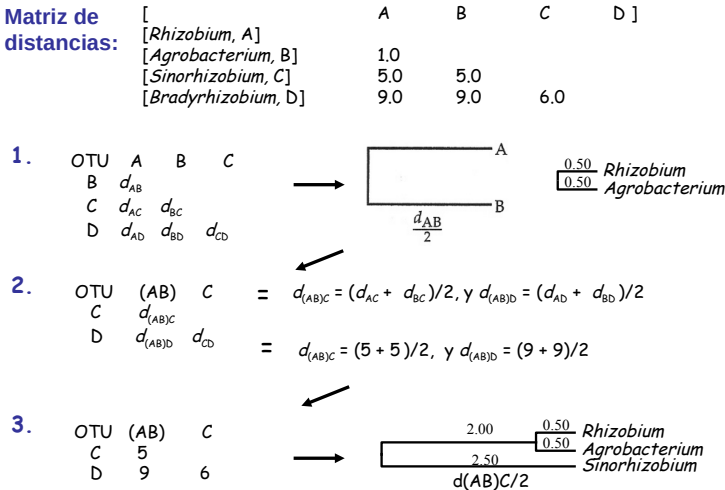 Matriz de distancias:
[ A B C D ]
[Rhizobium, A]
[Agrobacterium, B] 1.0
[Sinorhizobium, C] 5.0 5.0
[Bradyrhizobium, D] 9.0 9.0 6.0
1.
OTU A B C
B dAB
C dAC dBC
D dAD dBD dCD
A
B
dAB
2
0.50 Rhizobium
0.50 Agrobacterium
2.
OTU (AB) C
C d(AB)C
D d(AB)D dCD
= d(AB)C = (dAC + dBC)/2, y d(AB)D = (dAD + dBD)/2
= d(AB)C = (5 + 5)/2, y d(AB)D = (9 + 9)/2
3.
OTU (AB) C
C 5
D 9 6
2.00
0.50 Rhizobium
0.50 Agrobacterium
2.50 Sinorhizobium
d(AB)C/2